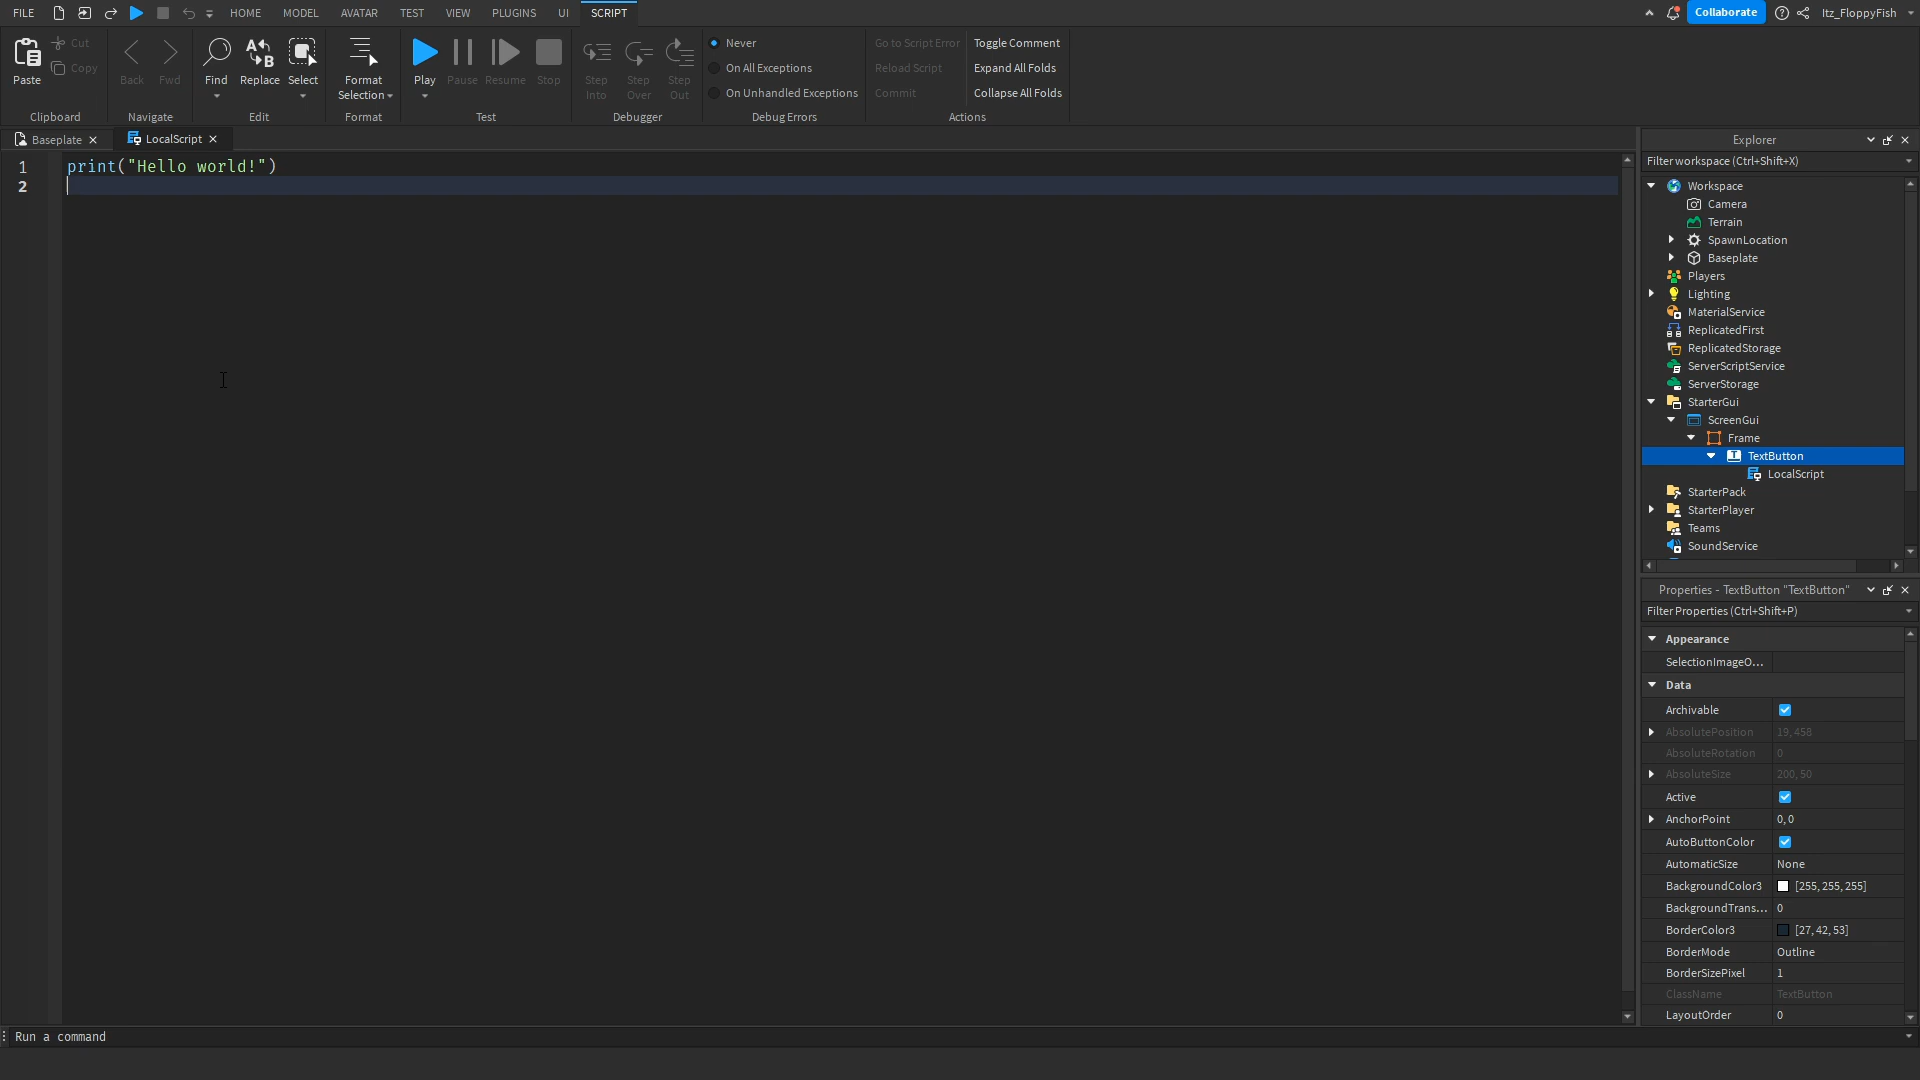 FILE HOME MODEL AVATAR TEST VIEW PLUGINS UI SCRIPT Collaborate Itz_FloppyFish
Paste Cut Copy
Back Fwd
Find Replace Select
Format Selection
Play Pause Resume Stop
Step Into Step Over Step Out
Never
On All Exceptions
On Unhandled Exceptions
Go to Script Error
Reload Script
Commit
Toggle Comment
Expand All Folds
Collapse All Folds
Clipboard Navigate Edit Format Test Debugger Debug Errors Actions
Baseplate LocalScript
1 print("Hello world!")
2
Explorer
Filter workspace (Ctrl+Shift+X)
Workspace
Camera
Terrain
SpawnLocation
Baseplate
Players
Lighting
MaterialService
ReplicatedFirst
ReplicatedStorage
ServerScriptService
ServerStorage
StarterGui
ScreenGui
Frame
TextButton
LocalScript
StarterPack
StarterPlayer
Teams
SoundService
Properties - TextButton "TextButton"
Filter Properties (Ctrl+Shift+P)
Appearance
SelectionImageO...
Data
Archivable
AbsolutePosition 19, 458
AbsoluteRotation 0
AbsoluteSize 200, 50
Active
AnchorPoint 0, 0
AutoButtonColor
AutomaticSize None
BackgroundColor3 [255, 255, 255]
BackgroundTrans... 0
BorderColor3 [27, 42, 53]
BorderMode Outline
BorderSizePixel 1
ClassName TextButton
LayoutOrder 0
Run a command